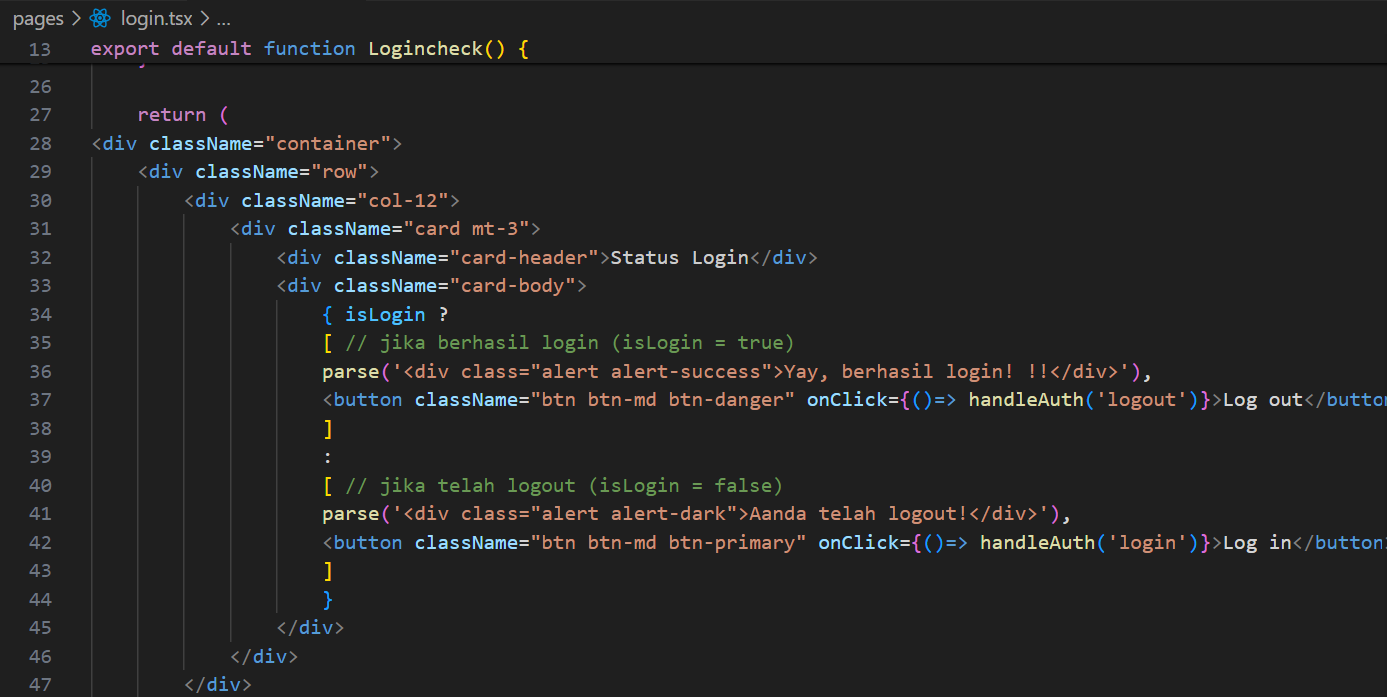 pages > login.tsx > ...
13 export default function Logincheck() {
26
27 return (
28 <div className="container">
29 <div className="row">
30 <div className="col-12">
31 <div className="card mt-3">
32 <div className="card-header">Status Login</div>
33 <div className="card-body">
34 { isLogin ?
35 [ // jika berhasil login (isLogin = true)
36 parse('<div class="alert alert-success">Yay, berhasil login! !!</div>'),
37 <button className="btn btn-md btn-danger" onClick={()=> handleAuth('logout')}>Log out</button
38 ]
39 :
40 [ // jika telah logout (isLogin = false)
41 parse('<div class="alert alert-dark">Aanda telah logout!</div>'),
42 <button className="btn btn-md btn-primary" onClick={()=> handleAuth('login')}>Log in</button>
43 ]
44 }
45 </div>
46 </div>
47 </div>